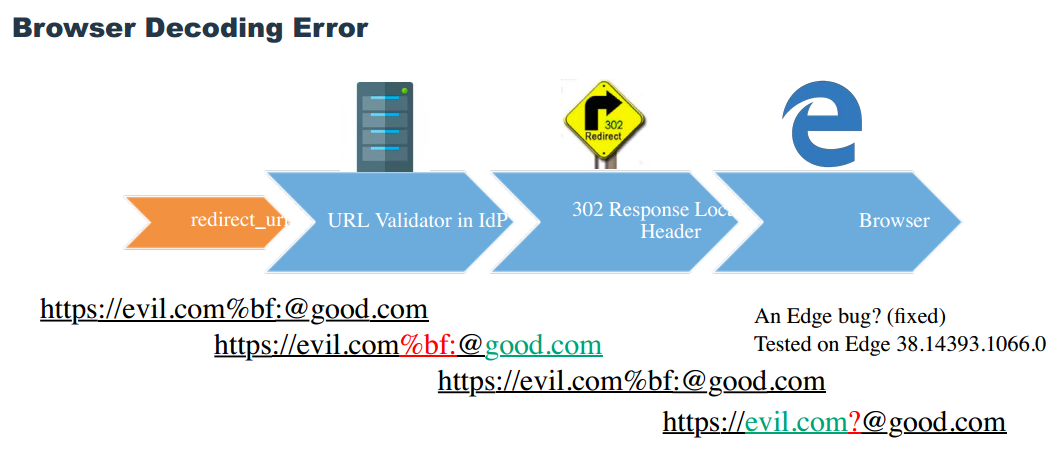 Browser Decoding Error
302
Redirect
redirect_ur
URL Validator in IdP
302 Response Loc
Header
Browser
https://evil.com%bf:@good.com
https://evil.com%bf:@good.com
https://evil.com%bf:@good.com
https://evil.com?@good.com
An Edge bug? (fixed)
Tested on Edge 38.14393.1066.0